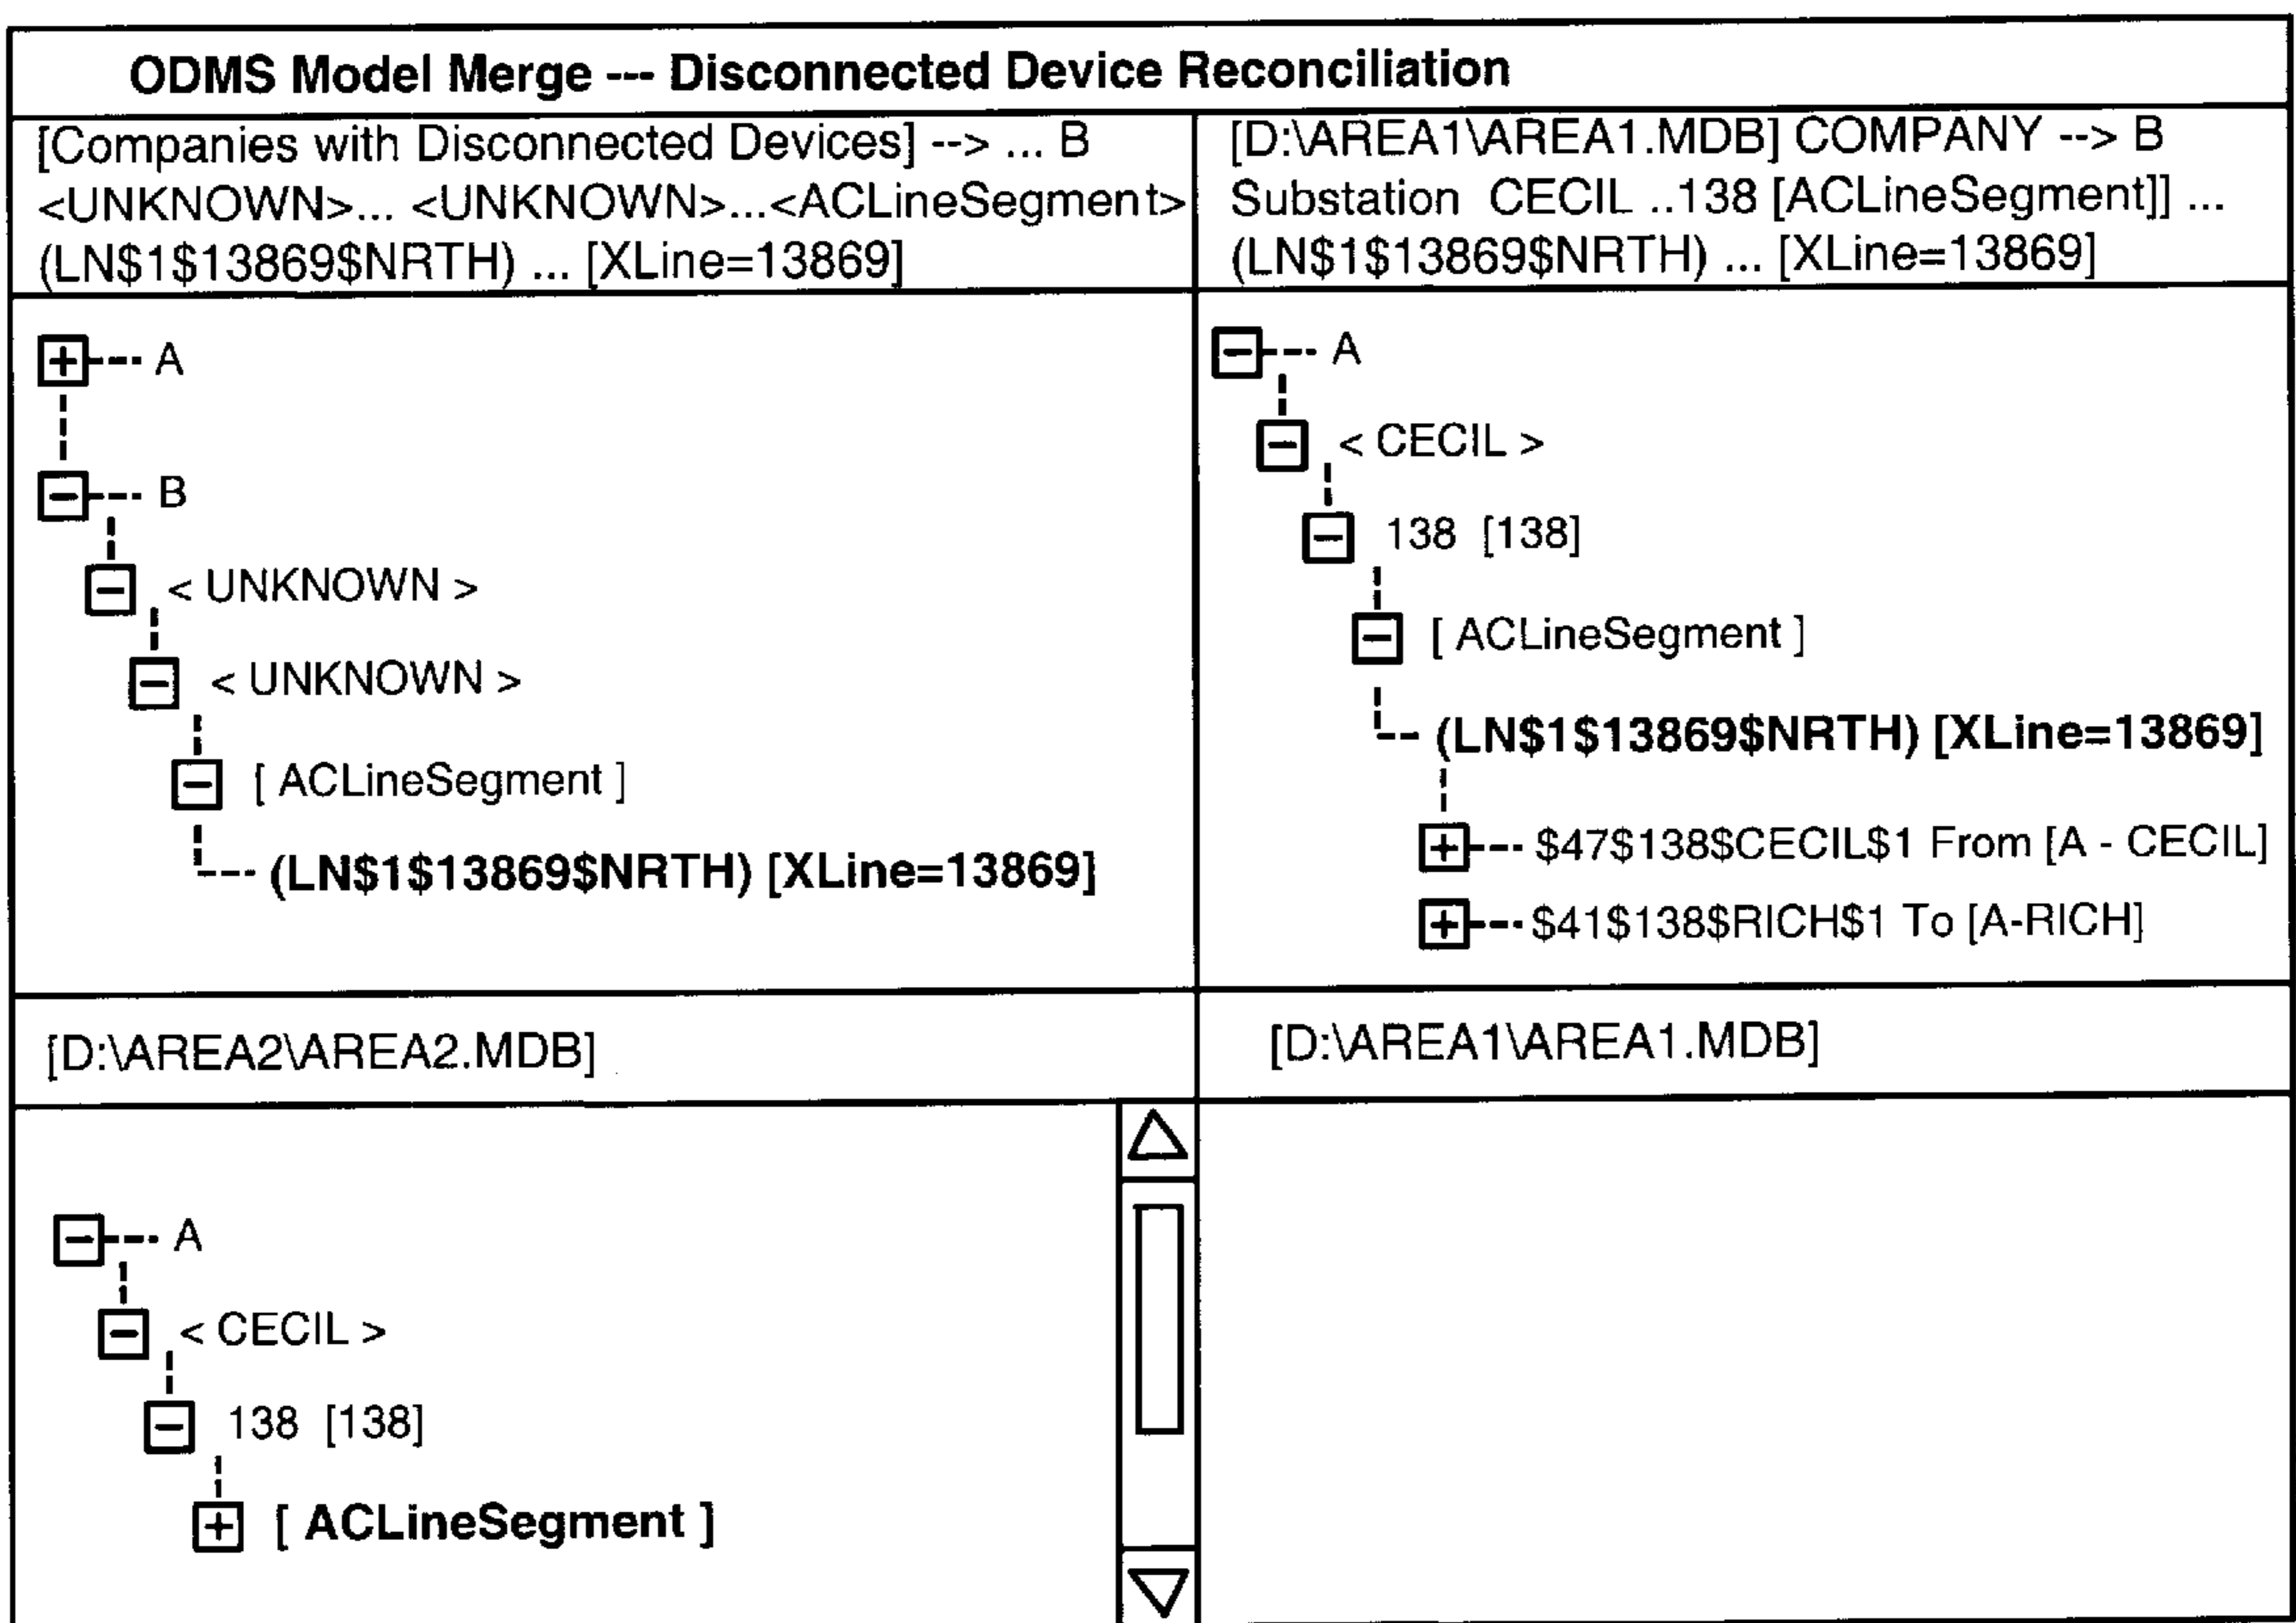 ODMS Model Merge --- Disconnected Device Reconciliation
[Companies with Disconnected Devices] --> ... B
<UNKNOWN>... <UNKNOWN>...<ACLineSegment>
(LN$1$13869$NRTH) ... [XLine=13869]
[D:\AREA1\AREA1.MDB] COMPANY --> B
Substation CECIL ..138 [ACLineSegment]] ...
(LN$1$13869$NRTH) ... [XLine=13869]
A
B
< UNKNOWN >
< UNKNOWN >
[ ACLineSegment ]
(LN$1$13869$NRTH) [XLine=13869]
A
< CECIL >
138 [138]
[ ACLineSegment ]
(LN$1$13869$NRTH) [XLine=13869]
$47$138$CECIL$1 From [A - CECIL]
$41$138$RICH$1 To [A-RICH]
[D:\AREA2\AREA2.MDB]
[D:\AREA1\AREA1.MDB]
A
< CECIL >
138 [138]
[ ACLineSegment ]